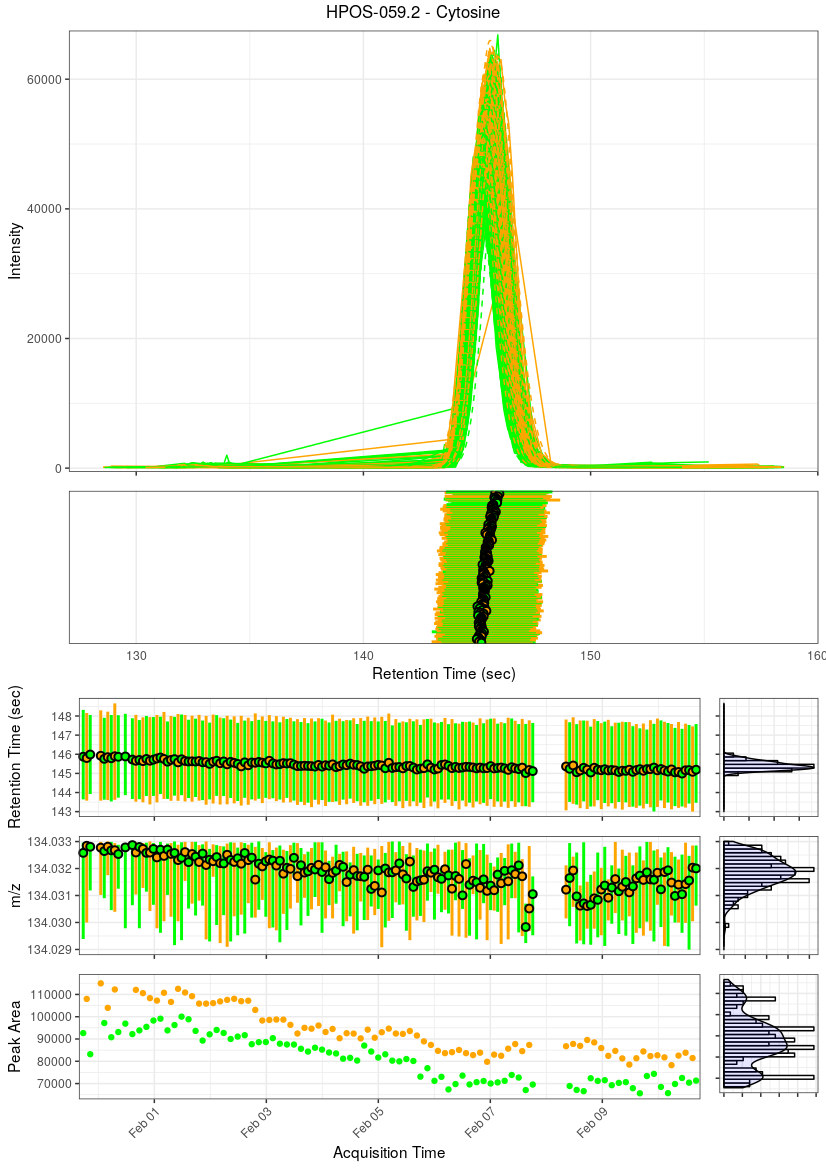 HPOS-059.2 - Cytosine
Intensity
60000
40000
20000
0
130
140
150
160
Retention Time (sec)
Retention Time (sec)
148
147
146
145
144
143
m/z
134.033
134.032
134.031
134.030
134.029
Peak Area
110000
100000
90000
80000
70000
Feb 01
Feb 03
Feb 05
Feb 07
Feb 09
Acquisition Time